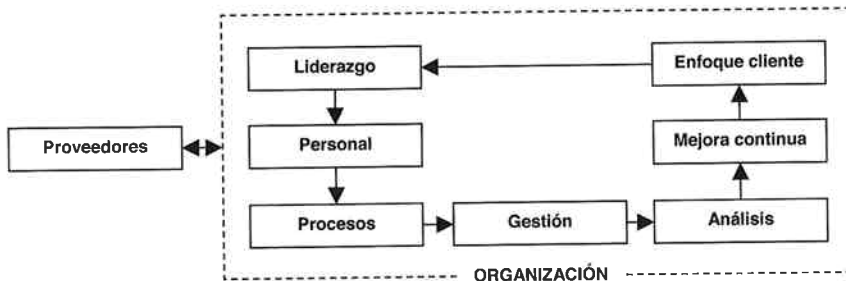 Liderazgo
Enfoque cliente
Proveedores
Personal
Mejora continua
Procesos
Gestión
Análisis
ORGANIZACIÓN